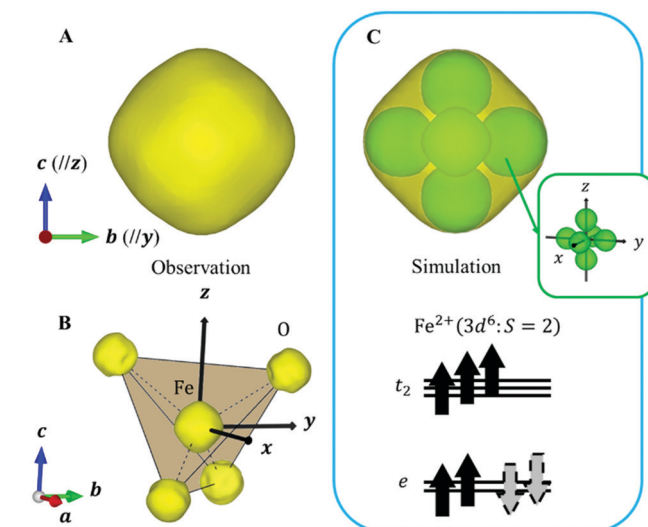 A
C
c (//z)
b (//y)
Observation
Simulation
z
y
x
B
z
O
Fe
y
x
c
b
a
Fe²⁺(3d⁶: S = 2)
t₂
e